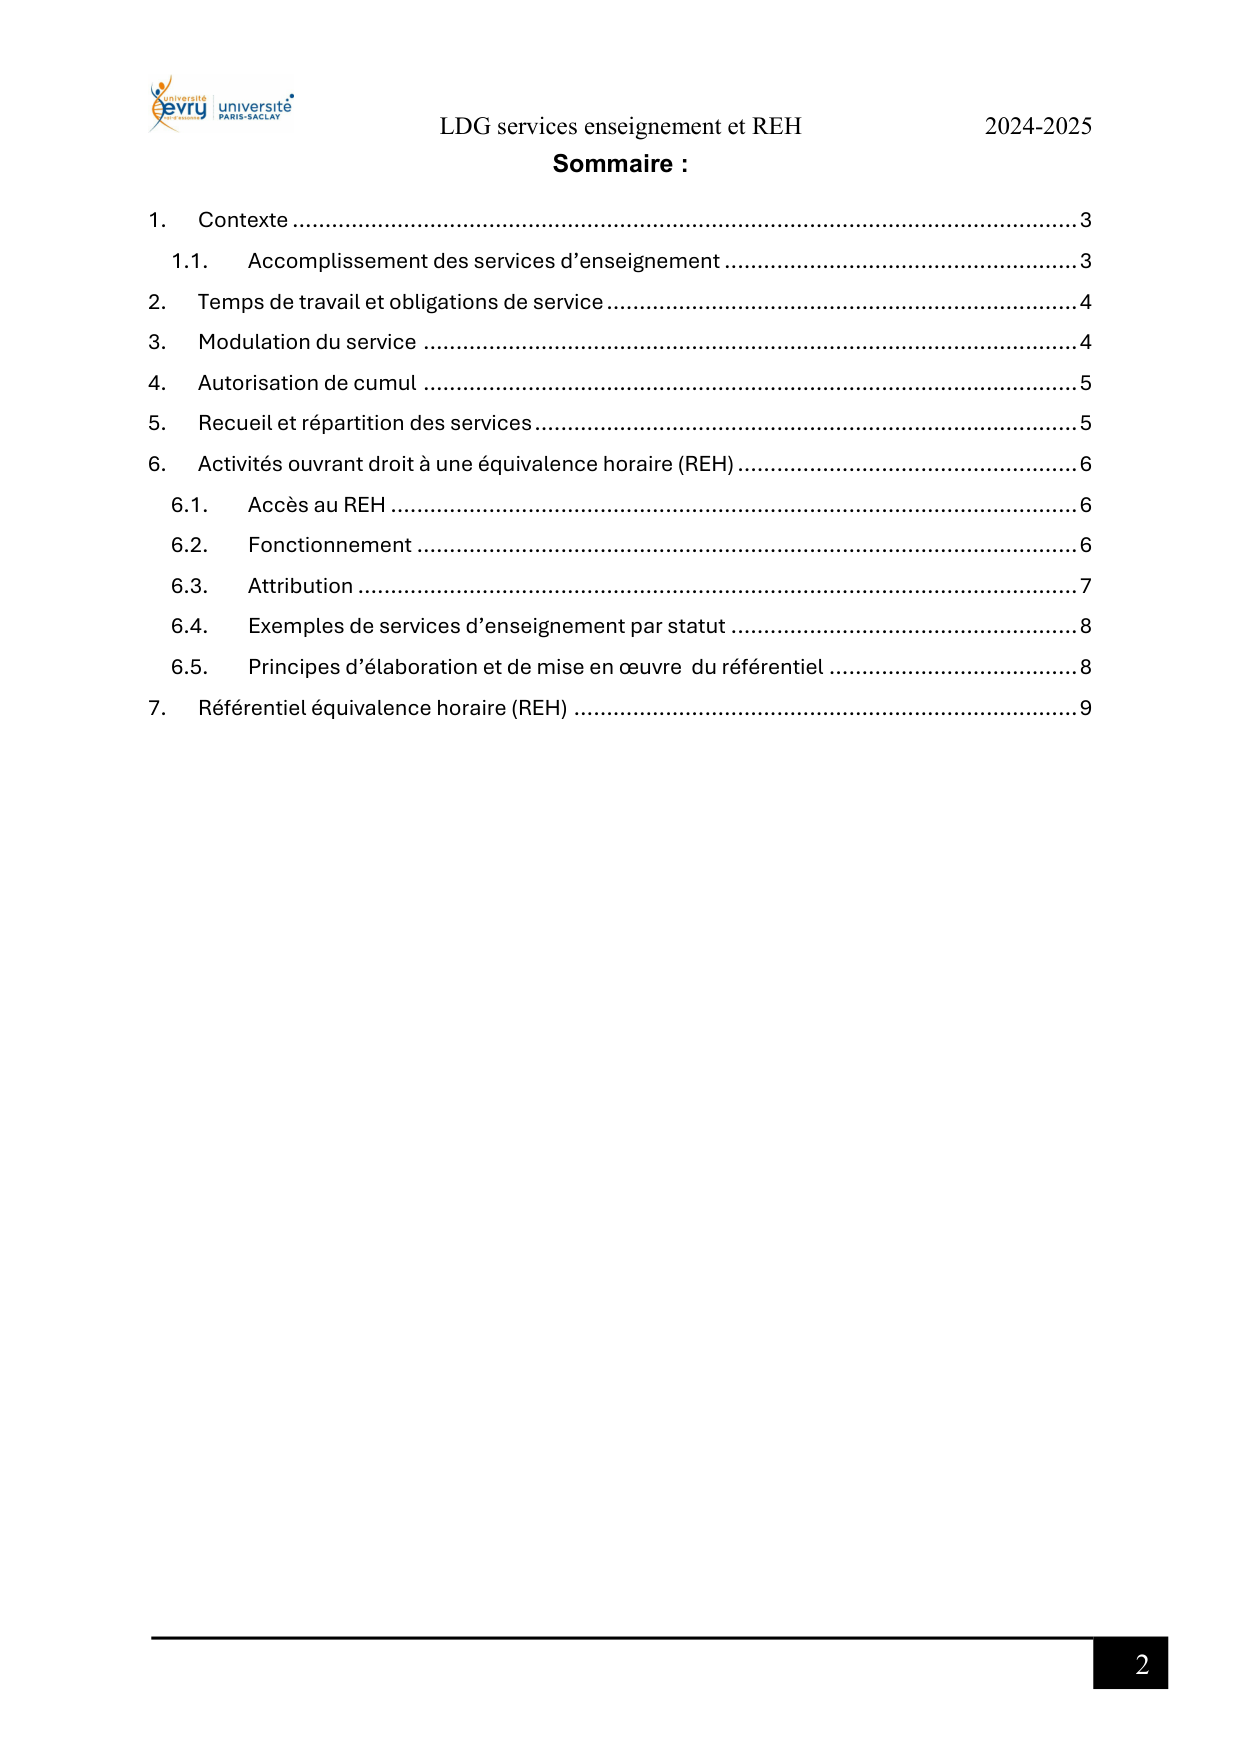 université
evry
val-d'essonne
université
PARIS-SACLAY
LDG services enseignement et REH 2024-2025
Sommaire :
1. Contexte ........................................................................................................................ 3
1.1. Accomplissement des services d’enseignement ...................................................... 3
2. Temps de travail et obligations de service ........................................................................ 4
3. Modulation du service .................................................................................................... 4
4. Autorisation de cumul .................................................................................................... 5
5. Recueil et répartition des services ................................................................................... 5
6. Activités ouvrant droit à une équivalence horaire (REH) .................................................... 6
6.1. Accès au REH ......................................................................................................... 6
6.2. Fonctionnement ..................................................................................................... 6
6.3. Attribution .............................................................................................................. 7
6.4. Exemples de services d’enseignement par statut ..................................................... 8
6.5. Principes d’élaboration et de mise en œuvre du référentiel ...................................... 8
7. Référentiel équivalence horaire (REH) ............................................................................. 9
2